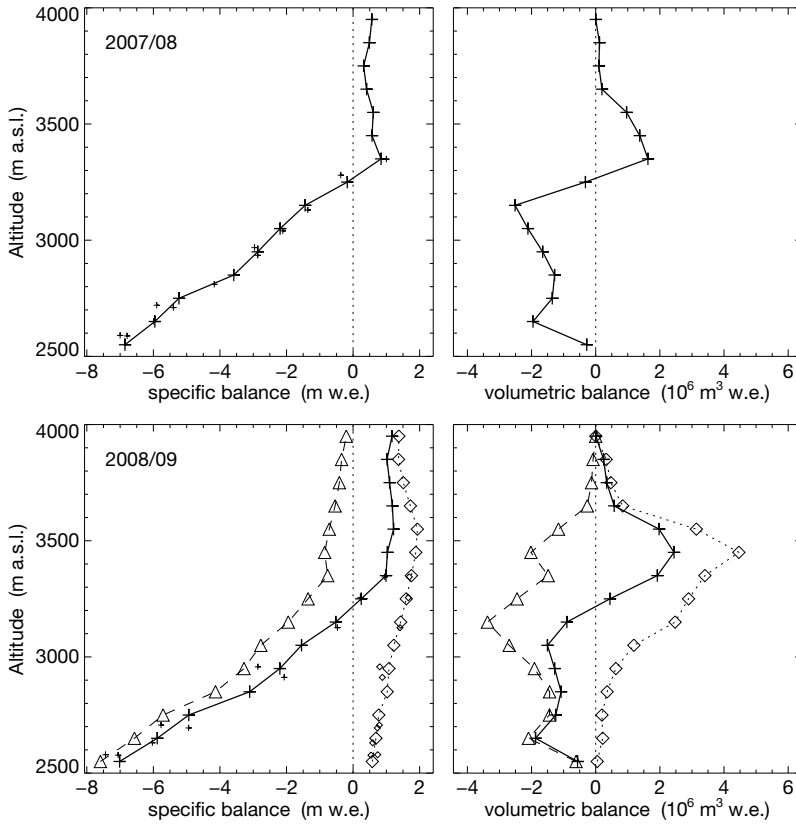 4000
3500
3000
2500
Altitude (m a.s.l.)
2007/08
−8 −6 −4 −2 0 2
specific balance (m w.e.)
−4 −2 0 2 4 6
volumetric balance (10⁶ m³ w.e.)
4000
3500
3000
2500
Altitude (m a.s.l.)
2008/09
−8 −6 −4 −2 0 2
specific balance (m w.e.)
−4 −2 0 2 4 6
volumetric balance (10⁶ m³ w.e.)